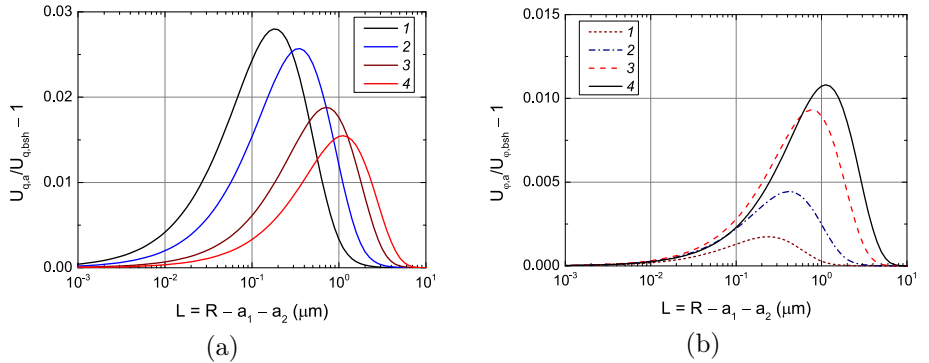 0.03
0.02
0.01
0.00
U_{q,a}/U_{q,bsh} − 1
1
2
3
4
10^{-3} 10^{-2} 10^{-1} 10^{0} 10^{1}
L = R − a_1 − a_2 (μm)
(a)
0.015
0.010
0.005
0.000
U_{φ,a}/U_{φ,bsh} − 1
1
2
3
4
10^{-3} 10^{-2} 10^{-1} 10^{0} 10^{1}
L = R − a_1 − a_2 (μm)
(b)